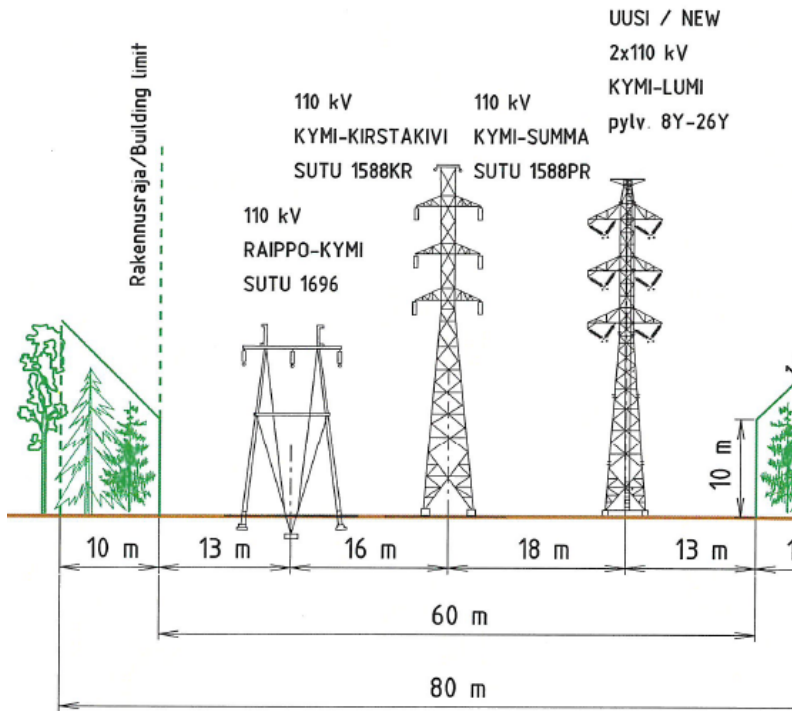 UUSI / NEW
2x110 kV
KYMI-LUMI
pylv. 8Y-26Y
110 kV
KYMI-KIRSTAKIVI
SUTU 1588KR
110 kV
KYMI-SUMMA
SUTU 1588PR
Rakennusraja/Building limit
110 kV
RAIPPO-KYMI
SUTU 1696
10 m
10 m
13 m
16 m
18 m
13 m
60 m
80 m